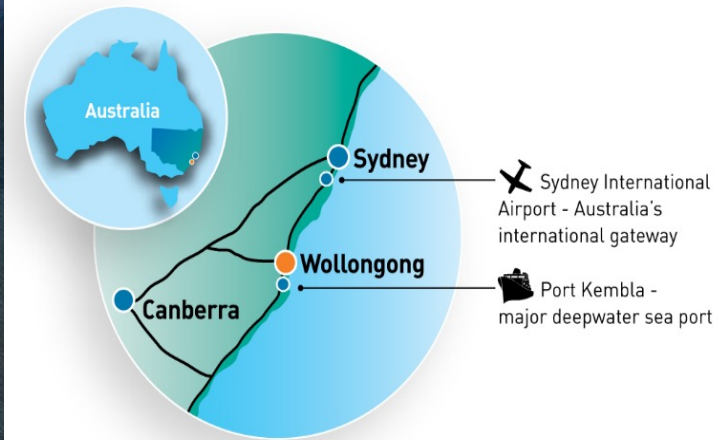 Australia
Sydney
Sydney International
Airport - Australia's
international gateway
Wollongong
Canberra
Port Kembla -
major deepwater sea port